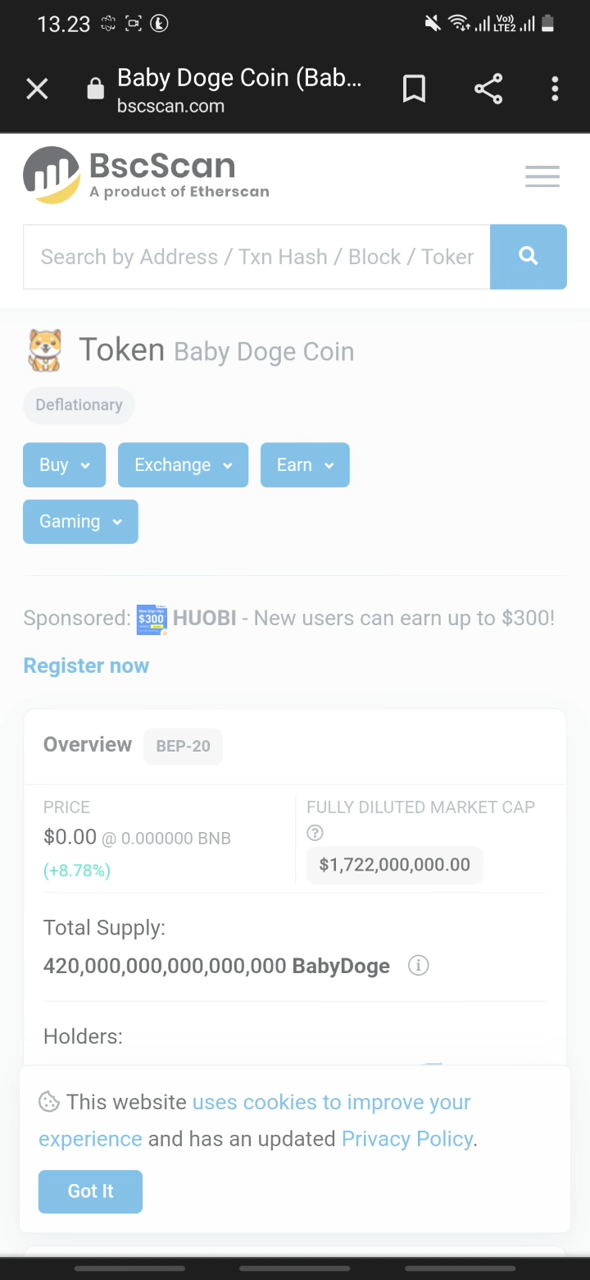 13.23 Vo)) LTE2
Baby Doge Coin (Bab...
bscscan.com
BscScan
A product of Etherscan
Search by Address / Txn Hash / Block / Toker
Token Baby Doge Coin
Deflationary
Buy Exchange Earn
Gaming
Sponsored: $300 HUOBI - New users can earn up to $300!
Register now
Overview BEP-20
PRICE
$0.00 @ 0.000000 BNB
(+8.78%)
FULLY DILUTED MARKET CAP
$1,722,000,000.00
Total Supply:
420,000,000,000,000,000 BabyDoge
Holders:
This website uses cookies to improve your
experience and has an updated Privacy Policy.
Got It